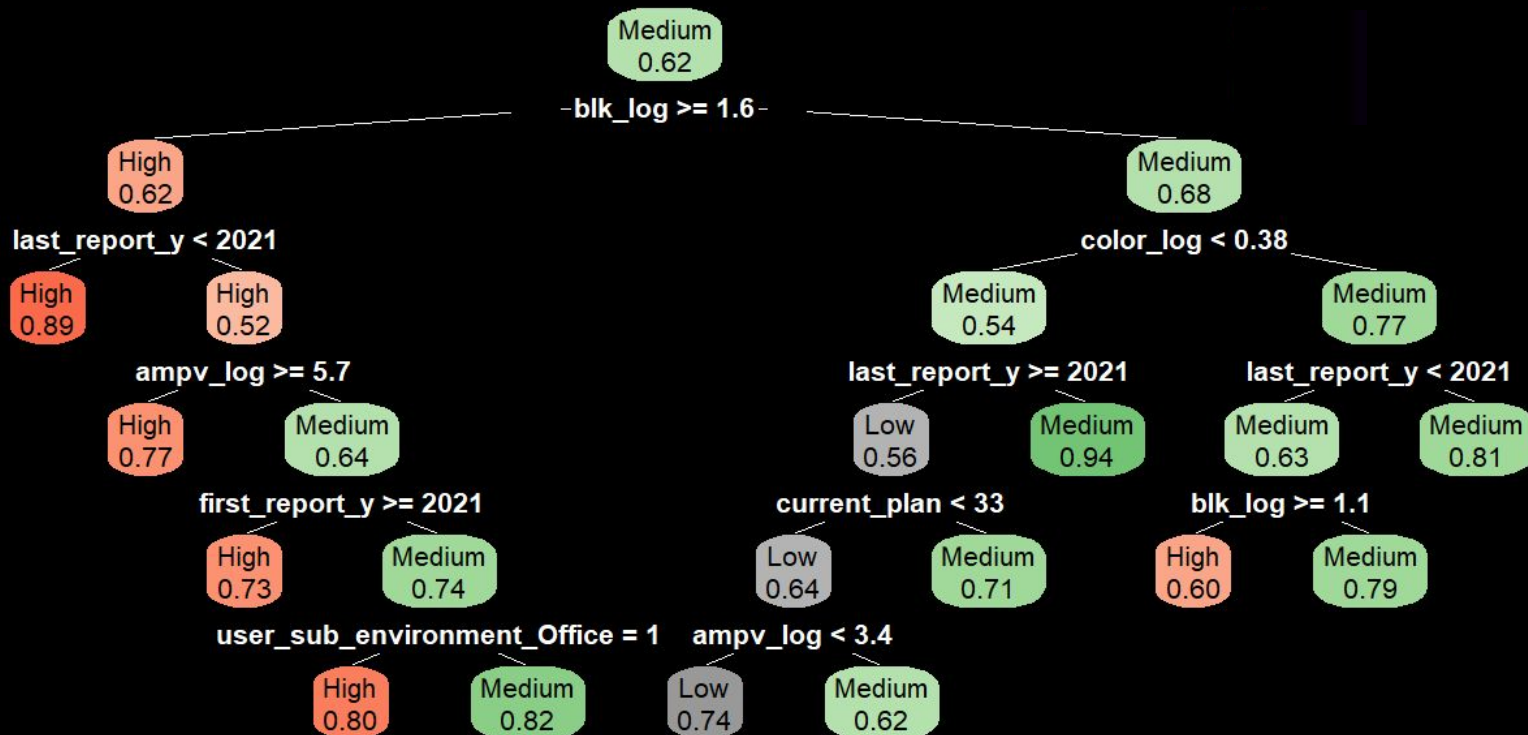 Medium
0.62
blk_log >= 1.6
High
0.62
Medium
0.68
last_report_y < 2021
color_log < 0.38
High
0.89
High
0.52
Medium
0.54
Medium
0.77
ampv_log >= 5.7
last_report_y >= 2021
last_report_y < 2021
High
0.77
Medium
0.64
Low
0.56
Medium
0.94
Medium
0.63
Medium
0.81
first_report_y >= 2021
current_plan < 33
blk_log >= 1.1
High
0.73
Medium
0.74
Low
0.64
Medium
0.71
High
0.60
Medium
0.79
user_sub_environment_Office = 1
ampv_log < 3.4
High
0.80
Medium
0.82
Low
0.74
Medium
0.62